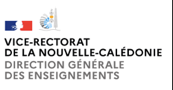 VICE-RECTORAT
DE LA NOUVELLE-CALÉDONIE
DIRECTION GÉNÉRALE
DES ENSEIGNEMENTS